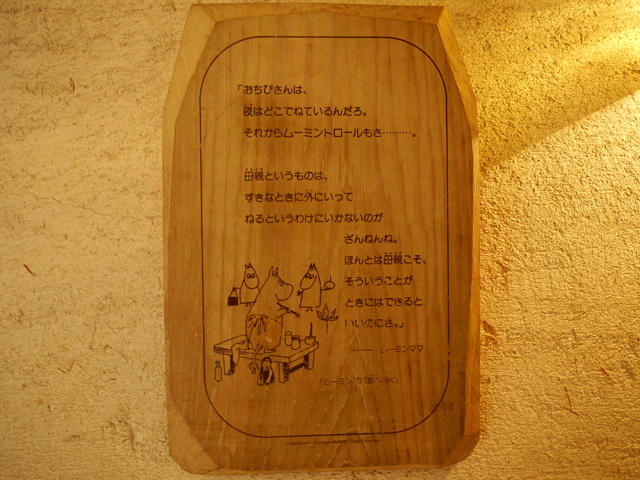 「おちびさんは、
夜はどこでねているんだろ。
それからムーミントロールもさ………。
母親というものは、
すきなときに外にいって
ねるというわけにいかないのが
ざんねんね。
ほんとは母親こそ、
そういうことが
ときにはできると
いいのにさ。」
―― ムーミンママ